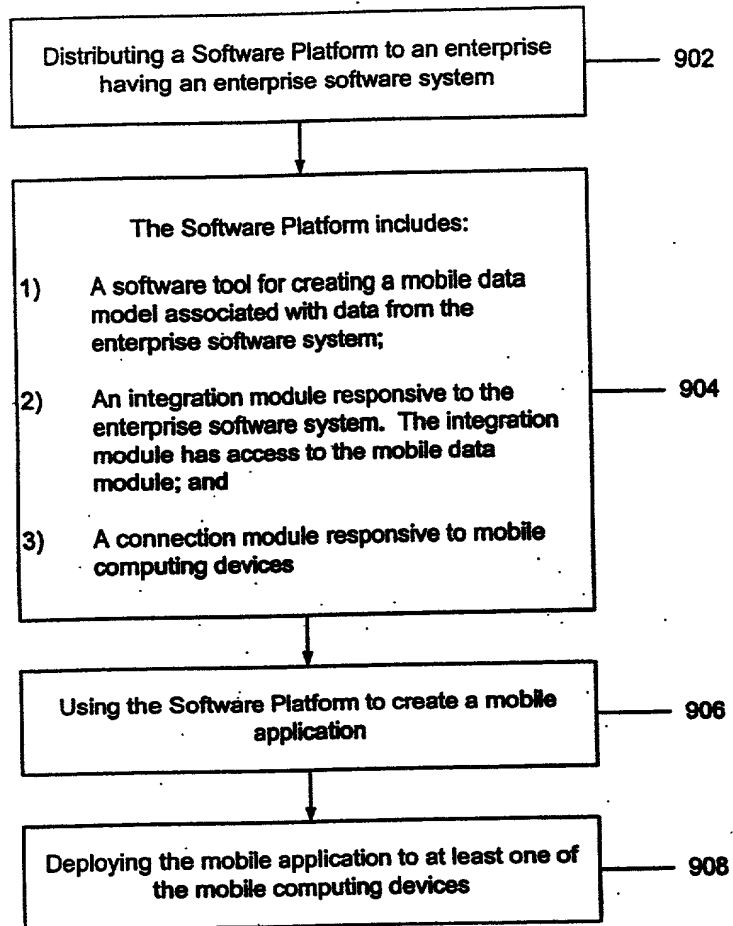 Distributing a Software Platform to an enterprise
having an enterprise software system
902
The Software Platform includes:
1) A software tool for creating a mobile data
model associated with data from the
enterprise software system;
2) An integration module responsive to the
enterprise software system. The integration
module has access to the mobile data
module; and
3) A connection module responsive to mobile
computing devices
904
Using the Software Platform to create a mobile
application
906
Deploying the mobile application to at least one of
the mobile computing devices
908